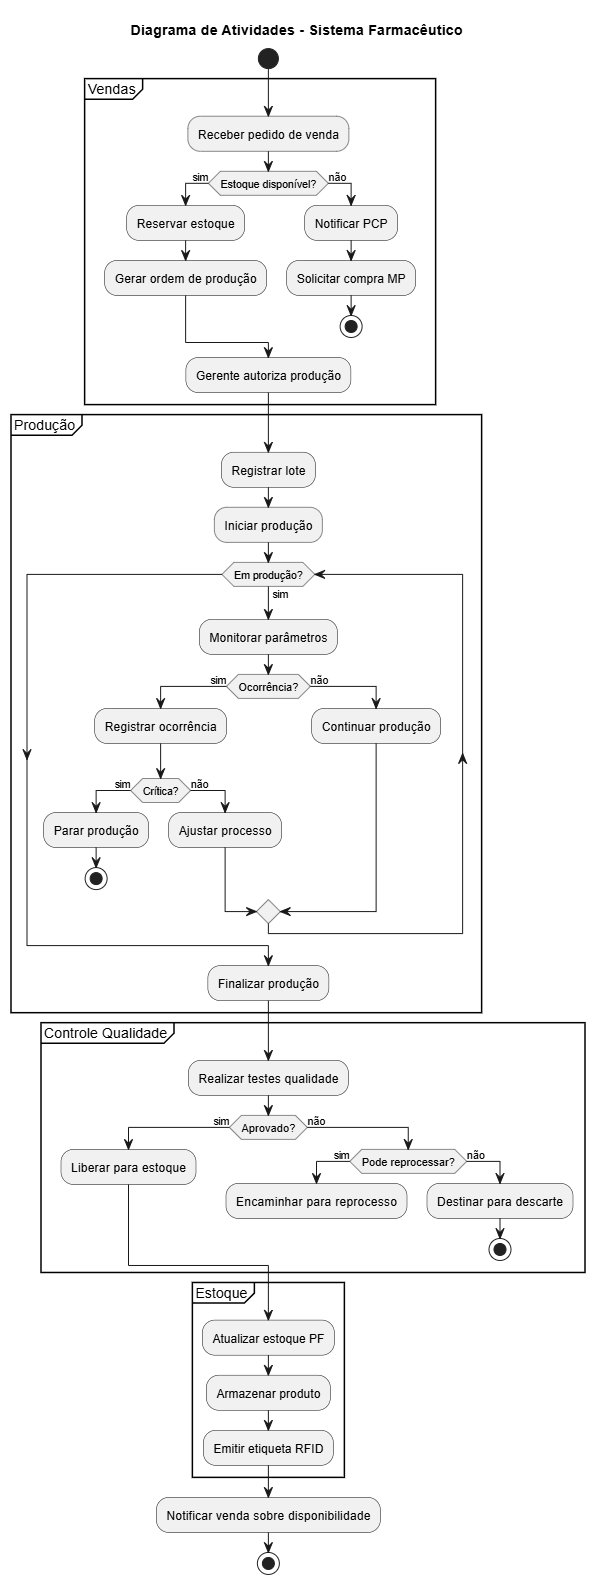 Diagrama de Atividades - Sistema Farmacêutico
Vendas
Receber pedido de venda
sim
Estoque disponível?
não
Reservar estoque
Notificar PCP
Gerar ordem de produção
Solicitar compra MP
Gerente autoriza produção
Produção
Registrar lote
Iniciar produção
Em produção?
sim
Monitorar parâmetros
sim
Ocorrência?
não
Registrar ocorrência
Continuar produção
sim
Crítica?
não
Parar produção
Ajustar processo
Finalizar produção
Controle Qualidade
Realizar testes qualidade
sim
Aprovado?
não
Liberar para estoque
sim
Pode reprocessar?
não
Encaminhar para reprocesso
Destinar para descarte
Estoque
Atualizar estoque PF
Armazenar produto
Emitir etiqueta RFID
Notificar venda sobre disponibilidade